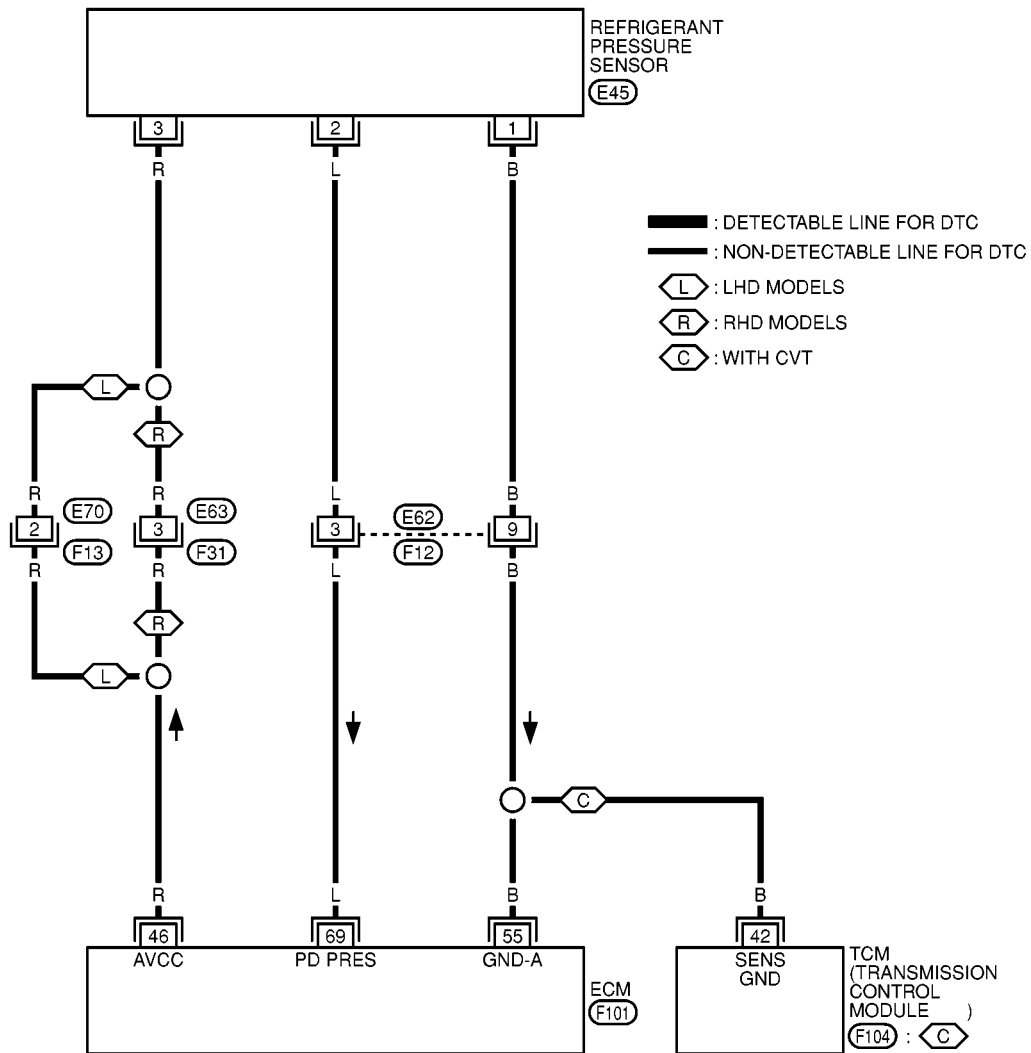 REFRIGERANT
PRESSURE
SENSOR
E45
3
2
1
R
L
B
: DETECTABLE LINE FOR DTC
: NON-DETECTABLE LINE FOR DTC
L : LHD MODELS
R : RHD MODELS
C : WITH CVT
L
R
R
R
L
B
2
E70
F13
3
E63
F31
3
E62
F12
9
R
R
L
B
R
L
C
R
L
B
B
46
69
55
42
AVCC
PD PRES
GND-A
SENS
GND
ECM
F101
TCM
(TRANSMISSION
CONTROL
MODULE )
F104 : C